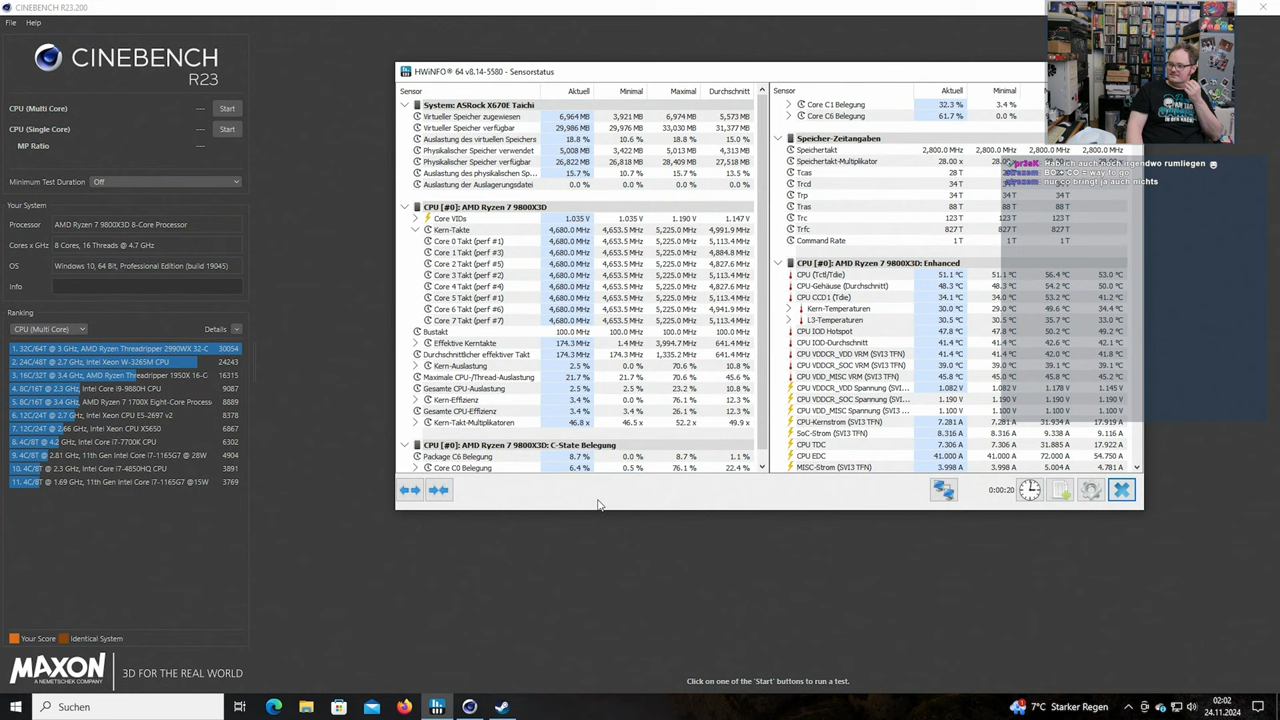 CINEBENCH R23.200
File Help
CINEBENCH
R23
CPU (Multi Core) --- Start
CPU (Single Core) --- Start
MP Ratio ---
Minimum Test Duration Off
Your System
Processor AMD Ryzen 7 9800X3D 8-Core Processor
Cores x GHz 8 Cores, 16 Threads @ 4.7 GHz
OS Windows 10, 64 Bit, Professional Edition (build 19045)
Info
Ranking
CPU (Multi Core) Details
1. 32C/64T @ 3 GHz, AMD Ryzen Threadripper 2990WX 32-C 30054
2. 24C/48T @ 2.7 GHz, Intel Xeon W-3265M CPU 24243
3. 16C/32T @ 3.4 GHz, AMD Ryzen Threadripper 1950X 16-C 16315
4. 8C/16T @ 2.3 GHz, Intel Core i9-9880H CPU 9087
5. 8C/16T @ 3.4 GHz, AMD Ryzen 7 1700X Eight-Core Proces 8889
6. 12C/24T @ 2.7 GHz, Intel Xeon CPU E5-2697 v2 8378
7. 12C/24T @ 2.66 GHz, Intel Xeon CPU X5650 6867
8. 4C/8T @ 4.2 GHz, Intel Core i7-7700K CPU 6302
9. 4C/8T @ 2.81 GHz, 11th Gen Intel Core i7-1165G7 @ 28W 4904
10. 4C/8T @ 2.3 GHz, Intel Core i7-4850HQ CPU 3891
11. 4C/8T @ 1.69 GHz, 11th Gen Intel Core i7-1165G7 @15W 3769
Your Score Identical System
MAXON
A NEMETSCHEK COMPANY
3D FOR THE REAL WORLD
Click on one of the 'Start' buttons to run a test.
HWiNFO® 64 v8.14-5580 - Sensorstatus
Sensor Aktuell Minimal Maximal Durchschnitt
System: ASRock X670E Taichi
Virtueller Speicher zugewiesen 6,964 MB 3,921 MB 6,974 MB 5,573 MB
Virtueller Speicher verfügbar 29,986 MB 29,976 MB 33,030 MB 31,377 MB
Auslastung des virtuellen Speichers 18.8 % 10.6 % 18.8 % 15.0 %
Physikalischer Speicher verwendet 5,008 MB 3,422 MB 5,013 MB 4,313 MB
Physikalischer Speicher verfügbar 26,822 MB 26,818 MB 28,409 MB 27,518 MB
Auslastung des physikalischen Sp... 15.7 % 10.7 % 15.7 % 13.5 %
Auslastung der Auslagerungsdatei 0.0 % 0.0 % 0.0 % 0.0 %
CPU [#0]: AMD Ryzen 7 9800X3D
Core VIDs 1.035 V 1.035 V 1.190 V 1.147 V
Kern-Takte 4,680.0 MHz 4,653.5 MHz 5,225.0 MHz 4,991.9 MHz
Core 0 Takt (perf #1) 4,680.0 MHz 4,653.5 MHz 5,225.0 MHz 5,113.4 MHz
Core 1 Takt (perf #3) 4,680.0 MHz 4,653.5 MHz 5,225.0 MHz 4,884.8 MHz
Core 2 Takt (perf #5) 4,680.0 MHz 4,653.5 MHz 5,225.0 MHz
Core 3 Takt (perf #2) 4,680.0 MHz 4,653.5 MHz 5,225.0 MHz
Core 4 Takt (perf #4) 4,680.0 MHz 4,653.5 MHz 5,225.0 MHz
Core 5 Takt (perf #1) 4,680.0 MHz 4,653.5 MHz 5,225.0 MHz 5,113.4 MHz
Core 6 Takt (perf #6) 4,680.0 MHz 4,653.5 MHz 5,225.0 MHz
Core 7 Takt (perf #7) 4,680.0 MHz 4,653.5 MHz 5,225.0 MHz
Bustakt 100.0 MHz 100.0 MHz 100.0 MHz 100.0 MHz
Effektive Kerntakte 174.3 MHz 1.4 MHz 3,994.7 MHz 641.4 MHz
Durchschnittlicher effektiver Takt 174.3 MHz 174.3 MHz 1,335.2 MHz 641.4 MHz
Kern-Auslastung 2.5 % 0.0 % 70.6 % 10.8 %
Maximale CPU-/Thread-Auslastung 21.7 % 21.7 % 70.6 % 45.6 %
Gesamte CPU-Auslastung 2.5 % 2.5 % 23.2 % 10.8 %
Kern-Effizienz 3.4 % 0.0 % 76.1 % 12.3 %
Gesamte CPU-Effizienz 3.4 % 3.4 % 26.1 % 12.3 %
Kern-Takt-Multiplikatoren 46.8 x 46.5 x 52.2 x 49.9 x
CPU [#0]: AMD Ryzen 7 9800X3D: C-State Belegung
Package C6 Belegung 8.7 % 0.0 % 8.7 % 1.1 %
Core C0 Belegung 6.4 % 0.5 % 76.1 % 22.4 %
Sensor Aktuell Minimal
Core C1 Belegung 32.3 % 3.4 %
Core C6 Belegung 61.7 % 0.0 %
Speicher-Zeitangaben
Speichertakt 2,800.0 MHz 2,800.0 MHz 2,800.0 MHz 2,800.0 MHz
Speichertakt-Multiplikator 28.00 x
Tcas 28 T
Trcd 34 T
Trp 34 T
Tras 88 T 88 T 88 T 88 T
Trc 123 T 123 T 123 T 123 T
Trfc 827 T 827 T 827 T 827 T
Command Rate 1 T 1 T 1 T 1 T
CPU [#0]: AMD Ryzen 7 9800X3D: Enhanced
CPU (Tctl/Tdie) 51.1 °C 51.1 °C 56.4 °C 53.0 °C
CPU-Gehäuse (Durchschnitt) 48.3 °C 48.3 °C 54.2 °C 50.0 °C
CPU CCD1 (Tdie) 34.1 °C 34.0 °C 53.2 °C 41.2 °C
Kern-Temperaturen 30.0 °C 29.0 °C 49.6 °C 34.4 °C
L3-Temperaturen 30.5 °C 30.5 °C 35.7 °C 33.0 °C
CPU IOD Hotspot 47.8 °C 47.8 °C 50.2 °C 49.2 °C
CPU IOD-Durchschnitt 42.4 °C 42.4 °C 43.8 °C 43.1 °C
CPU VDDCR_VDD VRM (SVI3 TFN) 41.4 °C 41.4 °C 42.0 °C 41.8 °C
CPU VDDCR_SOC VRM (SVI3 TFN) 39.0 °C 39.0 °C 39.0 °C
CPU VDD_MISC VRM (SVI3 TFN) 45.8 °C 45.8 °C
CPU VDDCR_VDD Spannung (SVI3... 1.082 V 1.082 V 1.178 V 1.145 V
CPU VDDCR_SOC Spannung (SVI3... 1.190 V 1.190 V 1.190 V 1.190 V
CPU VDD_MISC Spannung (SVI3 ... 1.100 V 1.100 V 1.100 V 1.100 V
CPU-Kernstrom (SVI3 TFN) 7.281 A 7.281 A 31.937 A 17.919 A
SoC-Strom (SVI3 TFN) 8.316 A 8.316 A 9.438 A 9.116 A
CPU TDC 7.306 A 7.306 A 31.885 A 17.922 A
CPU EDC 41.000 A 41.000 A 72.000 A 54.750 A
MISC-Strom (SVI3 TFN) 3.998 A 3.998 A 5.004 A 4.781 A
0:00:20
Hab ich auch noch irgendwo rumliegen
BO + CO = way to go
nur co bringt ja auch nichts
Suchen
7°C Starker Regen
02:02
24.11.2024